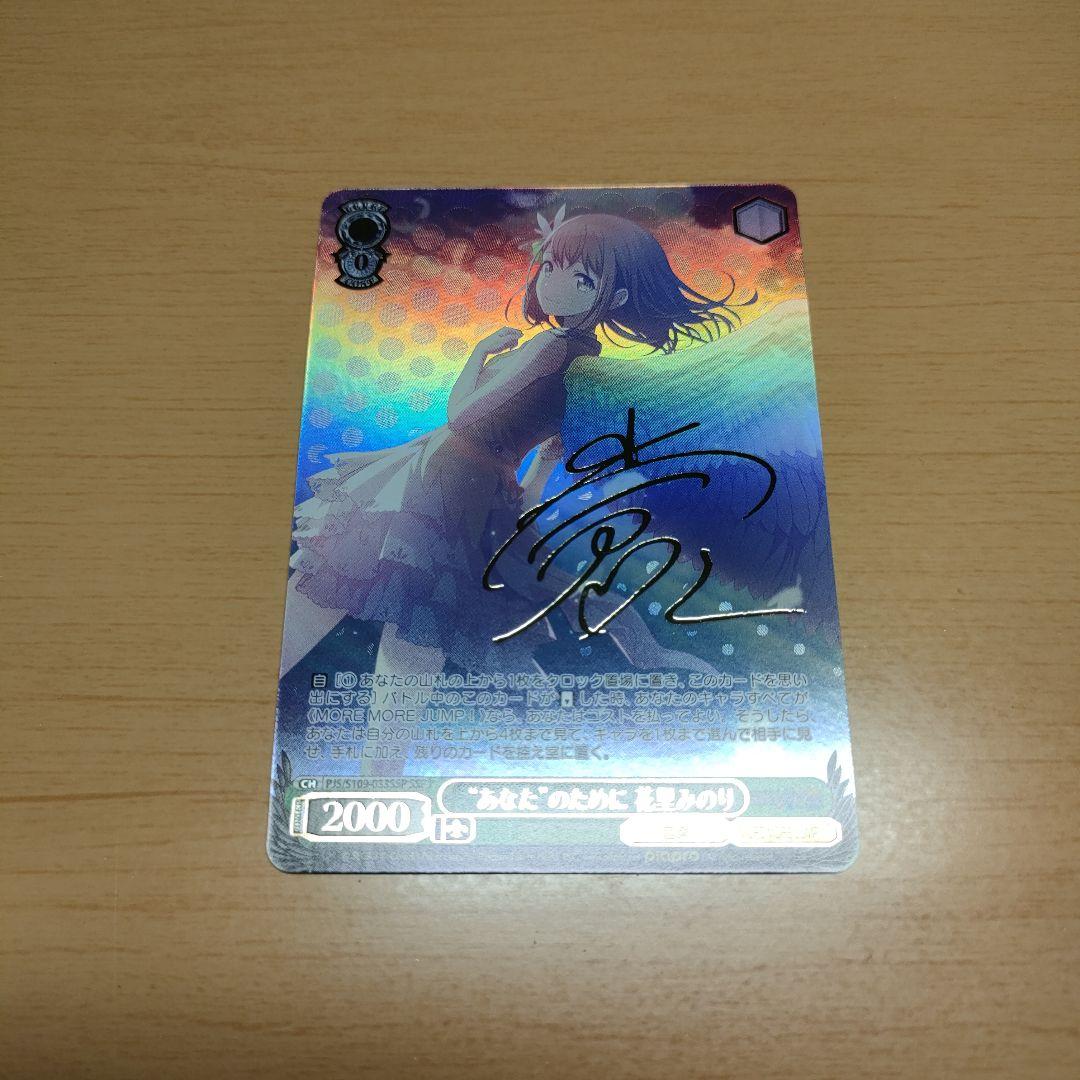 0
自 【① あなたの山札の上から1枚をクロック置場に置き、このカードを思い
出にする】 バトル中のこのカードが した時、あなたのキャラすべてが
《MORE MORE JUMP！》なら、あなたはコストを払ってよい。そうしたら、
あなたは自分の山札を上から4枚まで見て、キャラを1枚まで選んで相手に見
せ、手札に加え、残りのカードを控え室に置く。
CH PJS/S109-033SSP SSP
“あなた”のために 花里みのり
2000
piapro